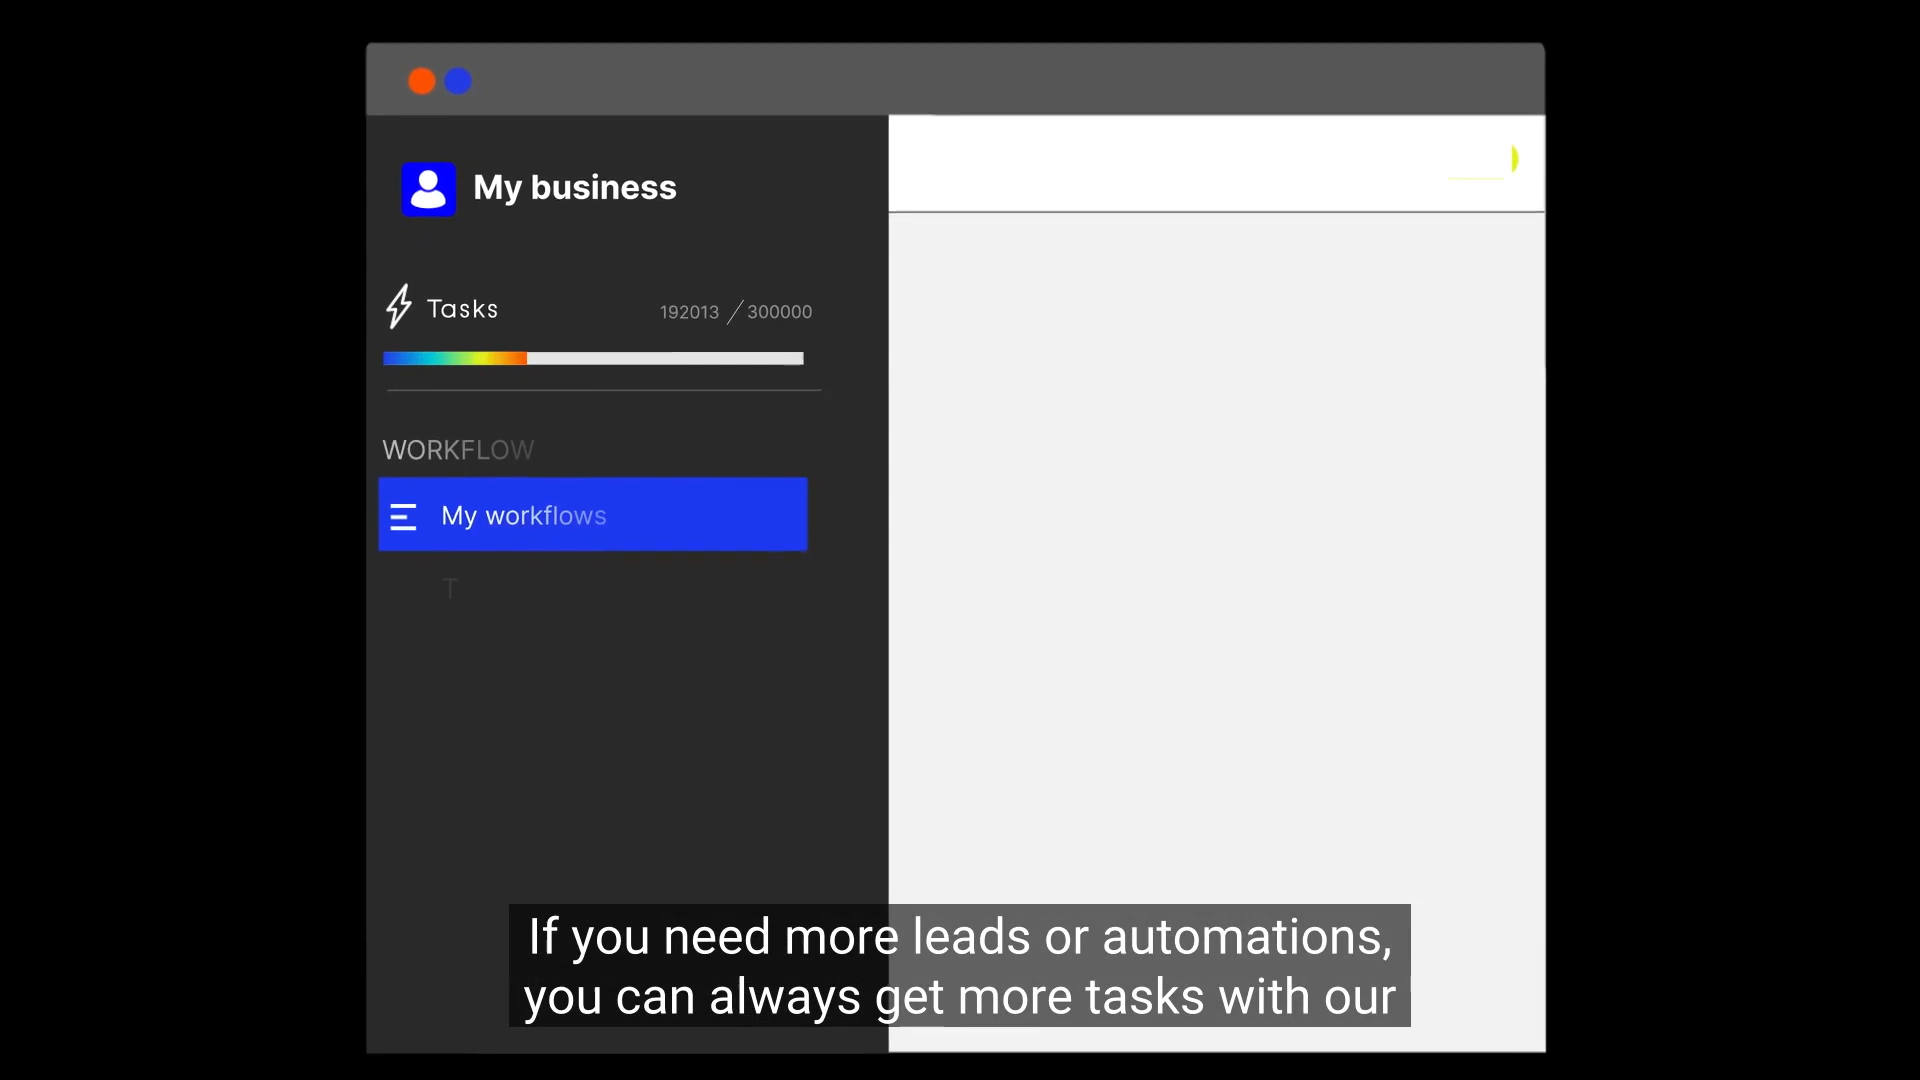 My business
Tasks
192013 / 300000
WORKFLOW
My workflows
T
If you need more leads or automations,
you can always get more tasks with our